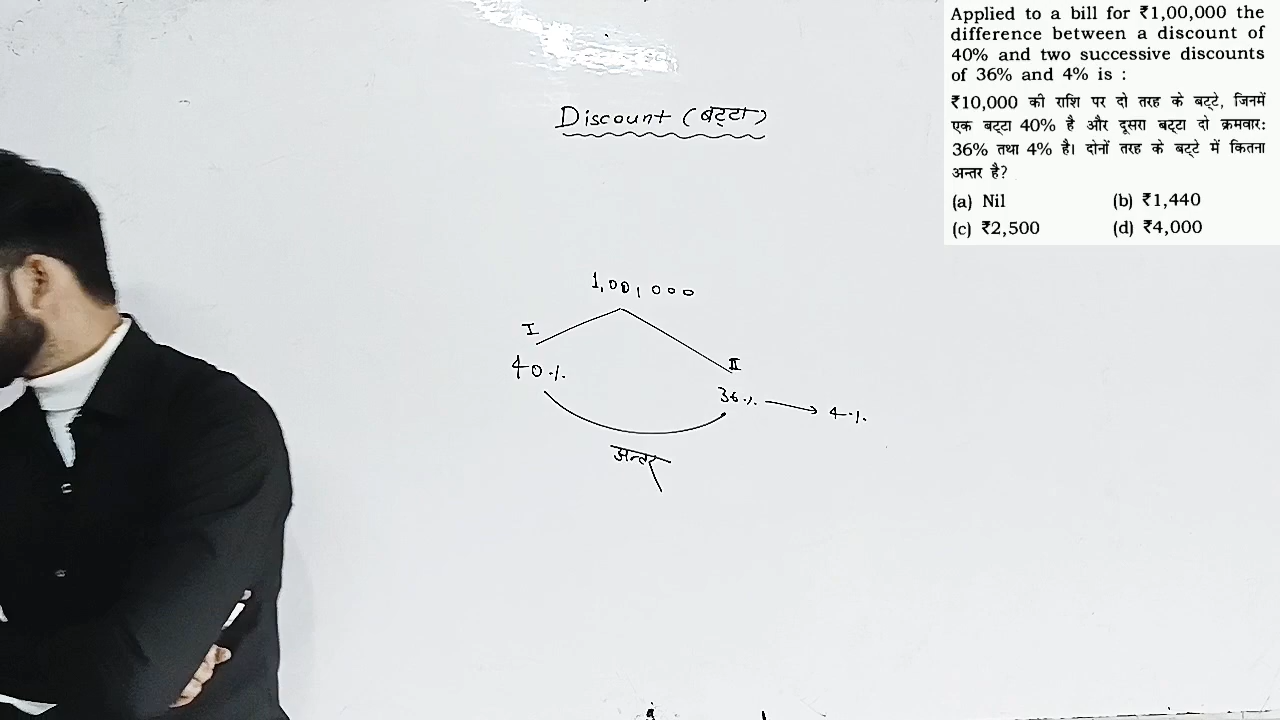 Applied to a bill for ₹1,00,000 the
difference between a discount of
40% and two successive discounts
of 36% and 4% is :
₹10,000 की राशि पर दो तरह के बट्टे, जिनमें
एक बट्टा 40% है और दूसरा बट्टा दो क्रमवार:
36% तथा 4% है। दोनों तरह के बट्टे में कितना
अन्तर है?
(a) Nil (b) ₹1,440
(c) ₹2,500 (d) ₹4,000
Discount (बट्टा)
1,00,000
I
II
40%
36% → 4%
अन्तर